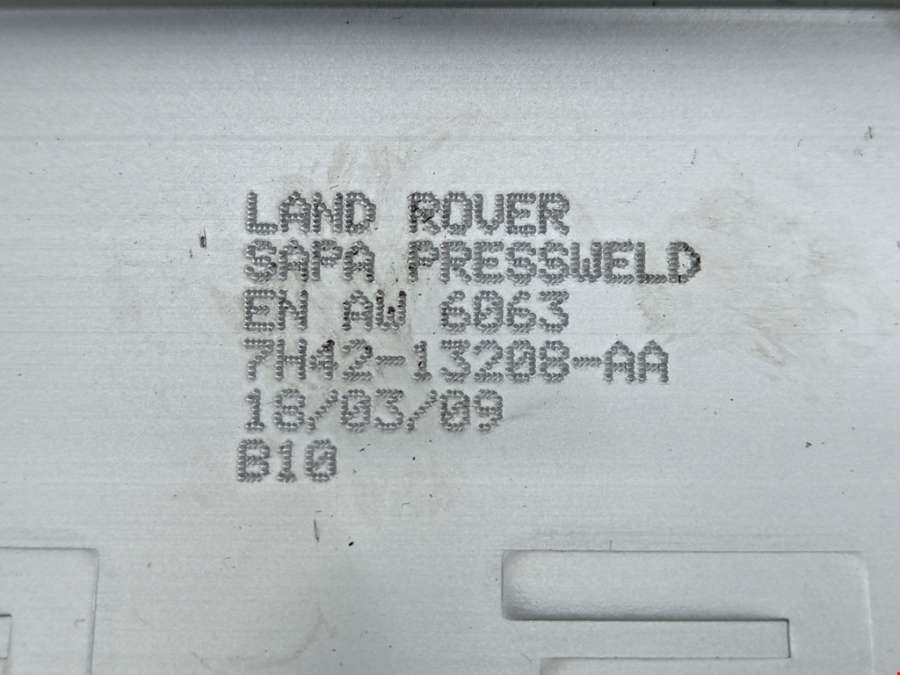 LAND ROVER
SAPA PRESSWELD
EN AW 6063
7H42-13208-AA
18/03/09
B10